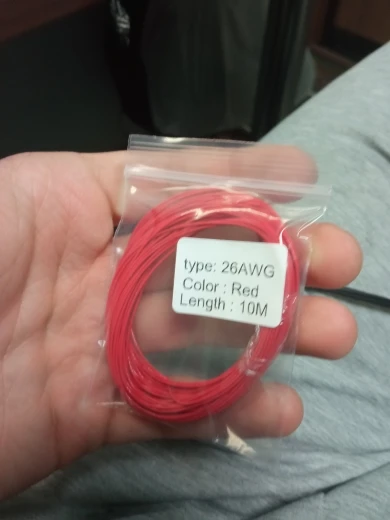 type: 26AWG
Color : Red
Length : 10M